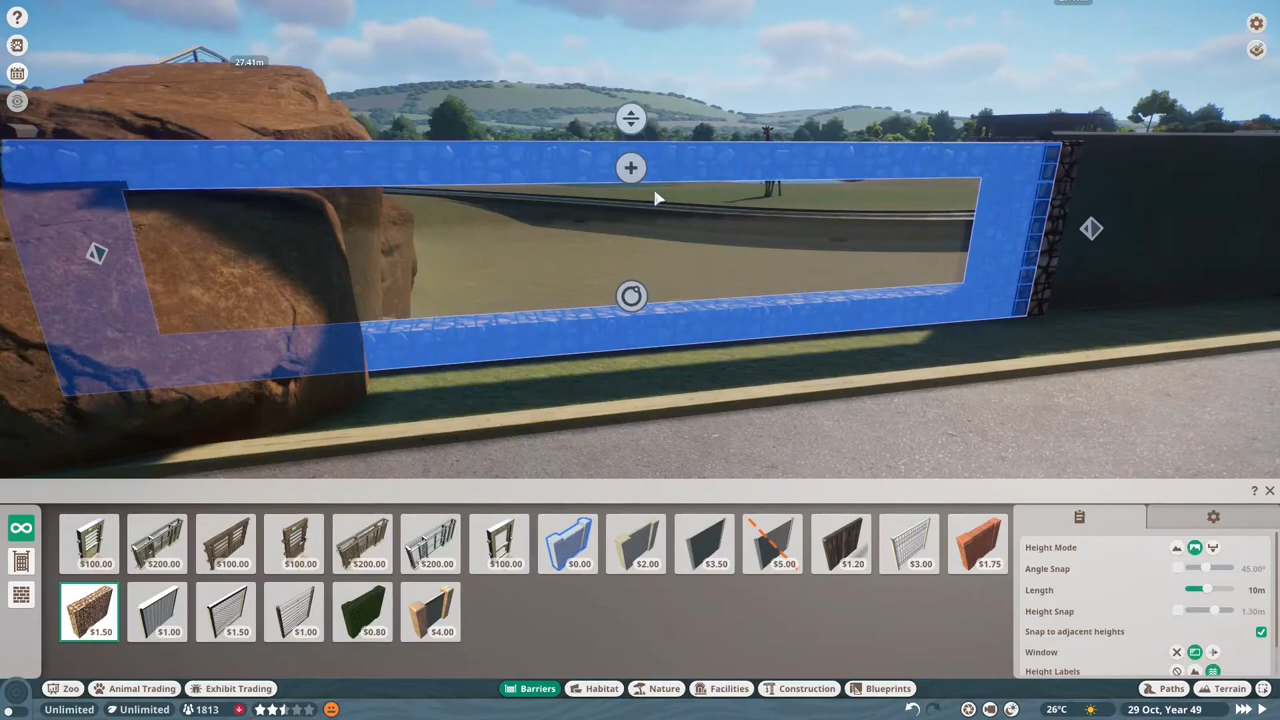 27.41m
?
? ×
$100.00 $200.00 $100.00 $100.00 $200.00 $200.00 $100.00 $0.00 $2.00 $3.50 $5.00 $1.20 $3.00 $1.75
$1.50 $1.00 $1.50 $1.00 $0.80 $4.00
Height Mode
Angle Snap 45.00°
Length 10m
Height Snap 1.30m
Snap to adjacent heights
Window
Height Labels
Zoo Animal Trading Exhibit Trading Barriers Habitat Nature Facilities Construction Blueprints Paths Terrain
Unlimited Unlimited 1813 26°C 29 Oct, Year 49